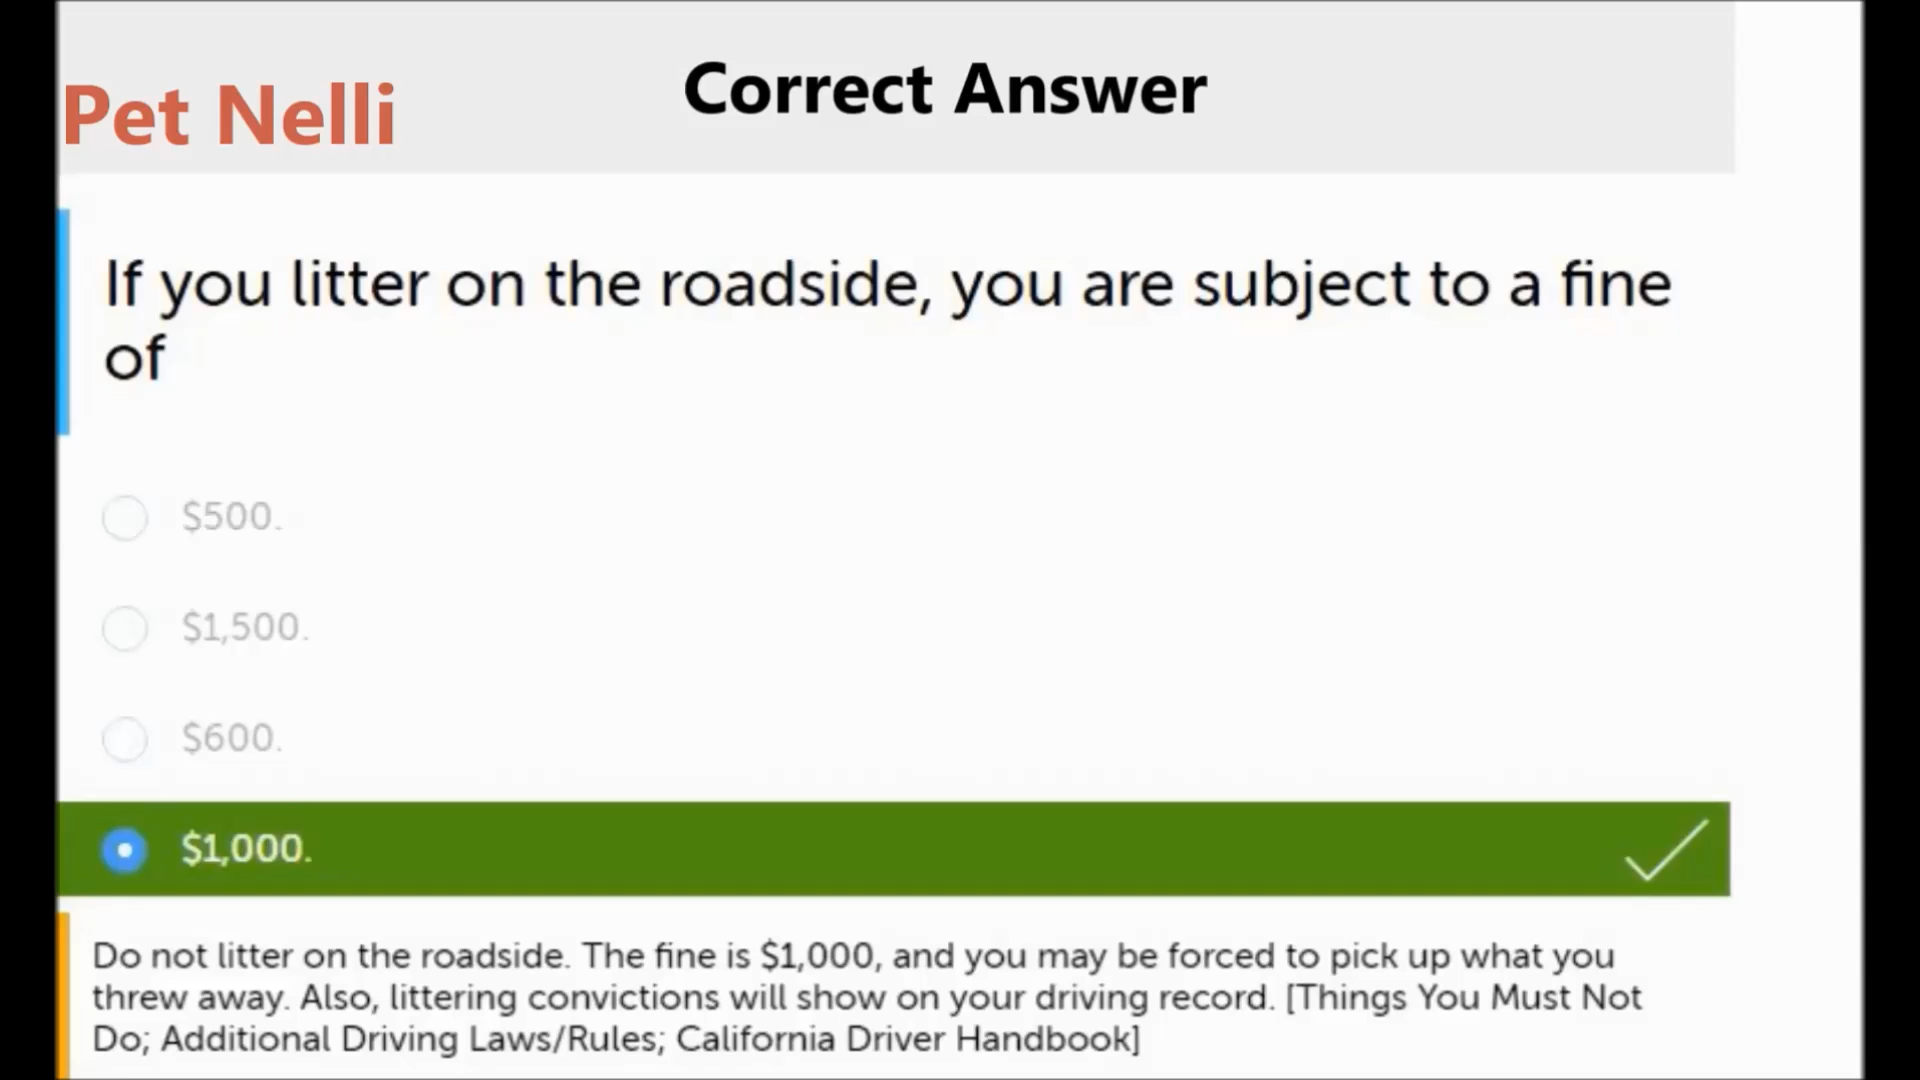 Pet Nelli
Correct Answer
If you litter on the roadside, you are subject to a fine
of
$500.
$1,500.
$600.
$1,000.
Do not litter on the roadside. The fine is $1,000, and you may be forced to pick up what you
threw away. Also, littering convictions will show on your driving record. [Things You Must Not
Do; Additional Driving Laws/Rules; California Driver Handbook]